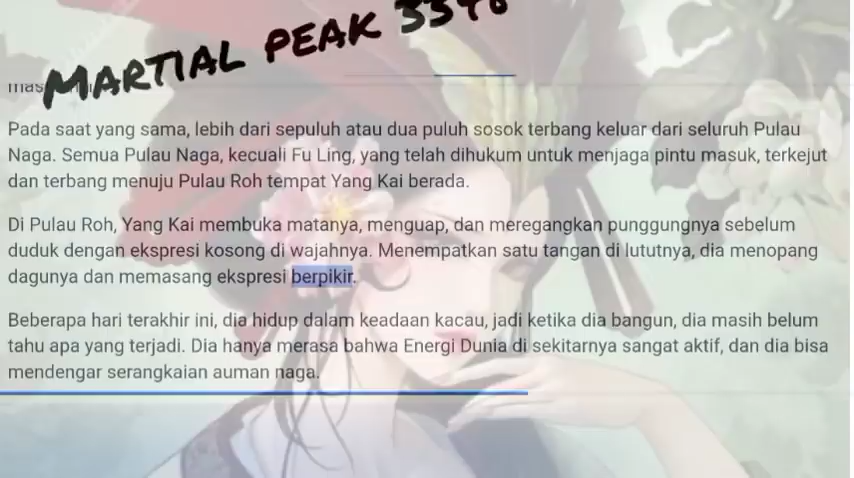 MARTIAL PEAK
Pada saat yang sama, lebih dari sepuluh atau dua puluh sosok terbang keluar dari seluruh Pulau
Naga. Semua Pulau Naga, kecuali Fu Ling, yang telah dihukum untuk menjaga pintu masuk, terkejut
dan terbang menuju Pulau Roh tempat Yang Kai berada.
Di Pulau Roh, Yang Kai membuka matanya, menguap, dan meregangkan punggungnya sebelum
duduk dengan ekspresi kosong di wajahnya. Menempatkan satu tangan di lututnya, dia menopang
dagunya dan memasang ekspresi berpikir.
Beberapa hari terakhir ini, dia hidup dalam keadaan kacau, jadi ketika dia bangun, dia masih belum
tahu apa yang terjadi. Dia hanya merasa bahwa Energi Dunia di sekitarnya sangat aktif, dan dia bisa
mendengar serangkaian auman naga.